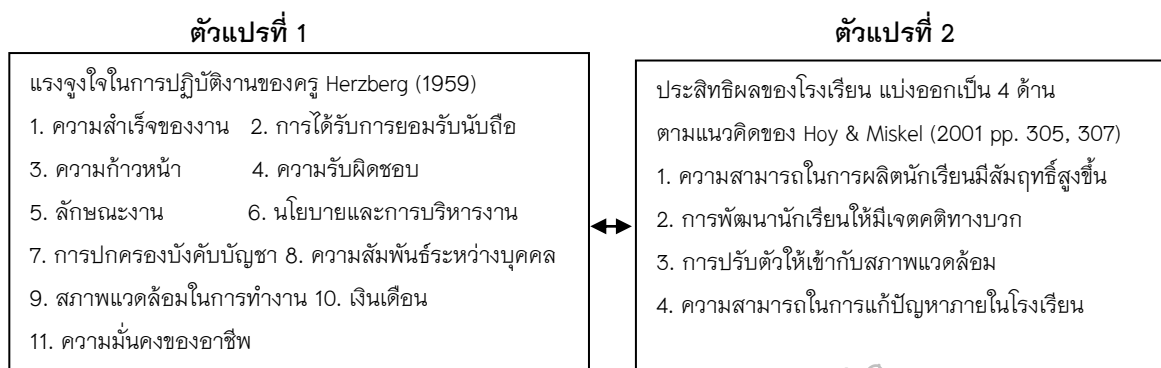 ตัวแปรที่ 1
แรงจูงใจในการปฏิบัติงานของครู Herzberg (1959)
1. ความสำเร็จของงาน 2. การได้รับการยอมรับนับถือ
3. ความก้าวหน้า 4. ความรับผิดชอบ
5. ลักษณะงาน 6. นโยบายและการบริหารงาน
7. การปกครองบังคับบัญชา 8. ความสัมพันธ์ระหว่างบุคคล
9. สภาพแวดล้อมในการทำงาน 10. เงินเดือน
11. ความมั่นคงของอาชีพ
ตัวแปรที่ 2
ประสิทธิผลของโรงเรียน แบ่งออกเป็น 4 ด้าน
ตามแนวคิดของ Hoy & Miskel (2001 pp. 305, 307)
1. ความสามารถในการผลิตนักเรียนมีสัมฤทธิ์สูงขึ้น
2. การพัฒนานักเรียนให้มีเจตคติทางบวก
3. การปรับตัวให้เข้ากับสภาพแวดล้อม
4. ความสามารถในการแก้ปัญหาภายในโรงเรียน